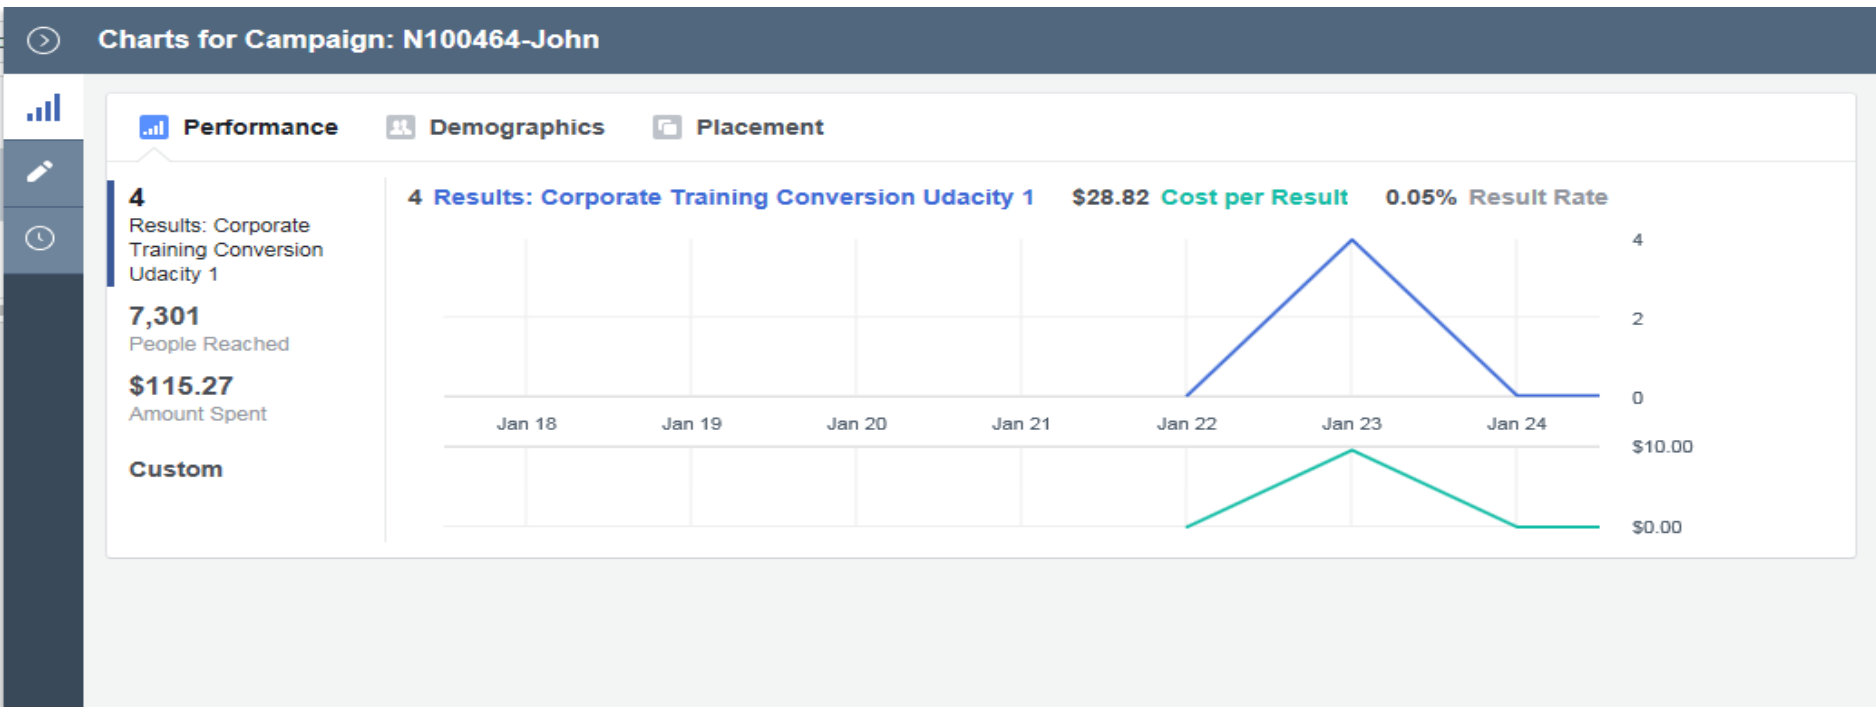 Charts for Campaign: N100464-John
Performance Demographics Placement
4
Results: Corporate
Training Conversion
Udacity 1
7,301
People Reached
$115.27
Amount Spent
Custom
4 Results: Corporate Training Conversion Udacity 1 $28.82 Cost per Result 0.05% Result Rate
4
2
0
Jan 18 Jan 19 Jan 20 Jan 21 Jan 22 Jan 23 Jan 24
$10.00
$0.00